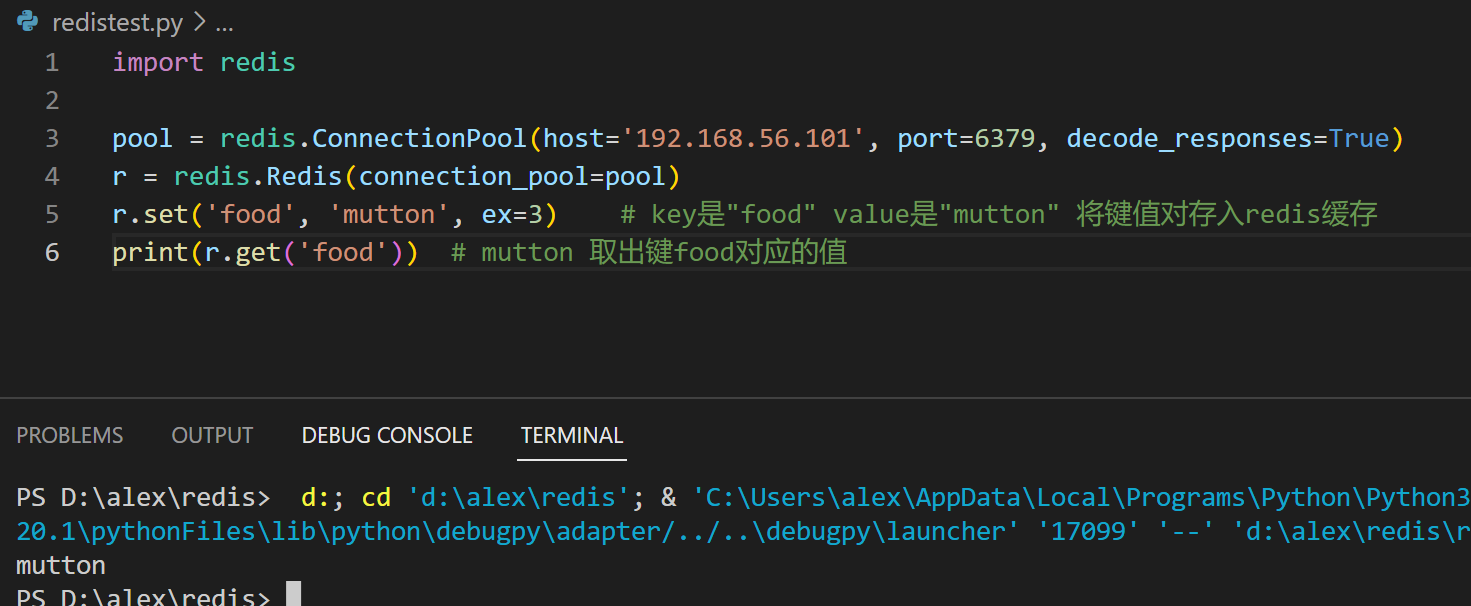 redistest.py > ...
1 import redis
2
3 pool = redis.ConnectionPool(host='192.168.56.101', port=6379, decode_responses=True)
4 r = redis.Redis(connection_pool=pool)
5 r.set('food', 'mutton', ex=3)    # key是"food" value是"mutton" 将键值对存入redis缓存
6 print(r.get('food'))  # mutton 取出键food对应的值
PROBLEMS OUTPUT DEBUG CONSOLE TERMINAL
PS D:\alex\redis>  d:; cd 'd:\alex\redis'; & 'C:\Users\alex\AppData\Local\Programs\Python\Python3
20.1\pythonFiles\lib\python\debugpy\adapter/../..\debugpy\launcher' '17099' '--' 'd:\alex\redis\r
mutton
PS D:\alex\redis>